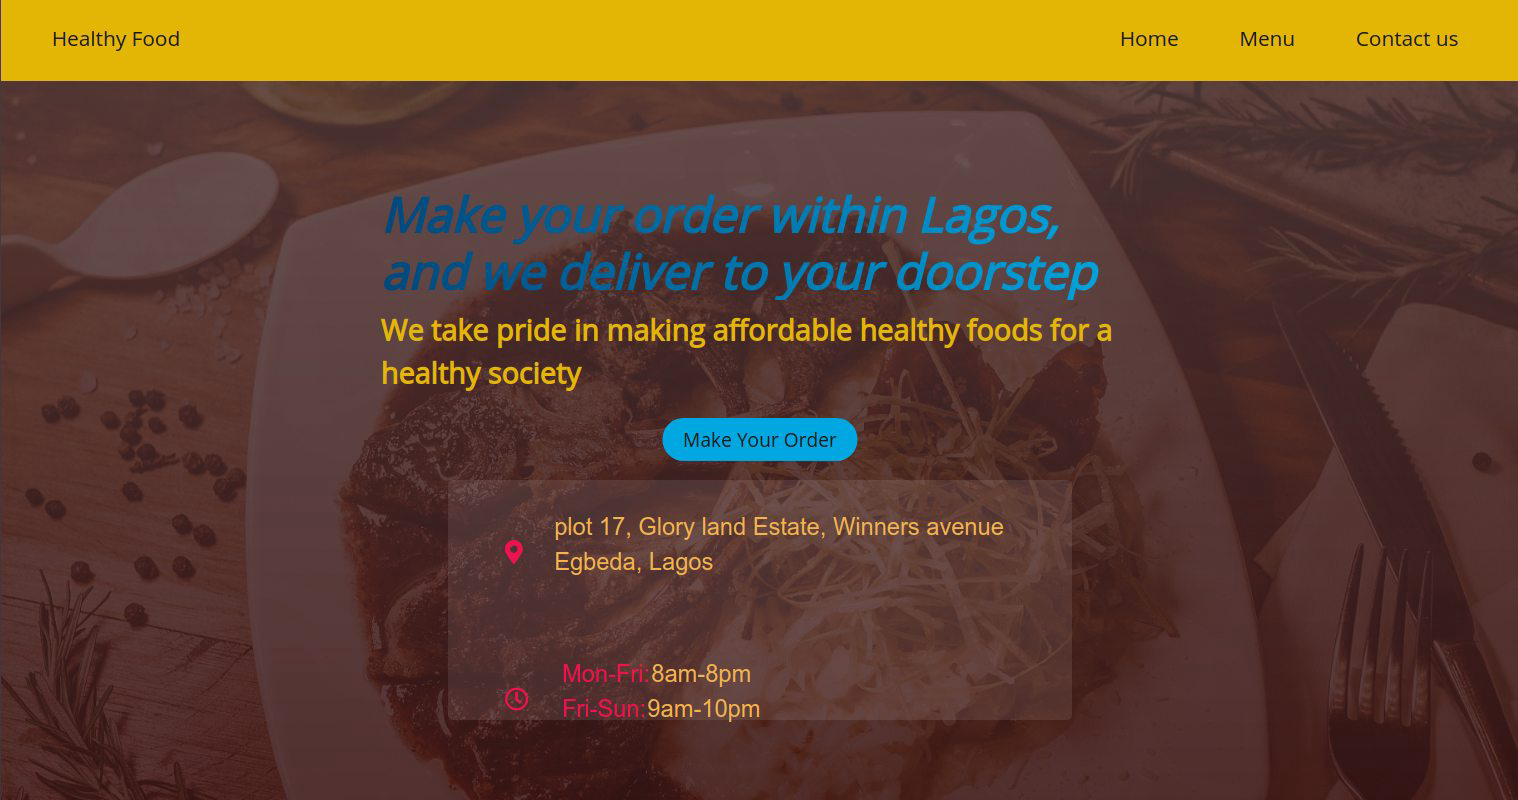 Healthy Food
Home Menu Contact us
Make your order within Lagos,
and we deliver to your doorstep
We take pride in making affordable healthy foods for a
healthy society
Make Your Order
plot 17, Glory land Estate, Winners avenue
Egbeda, Lagos
Mon-Fri:8am-8pm
Fri-Sun:9am-10pm